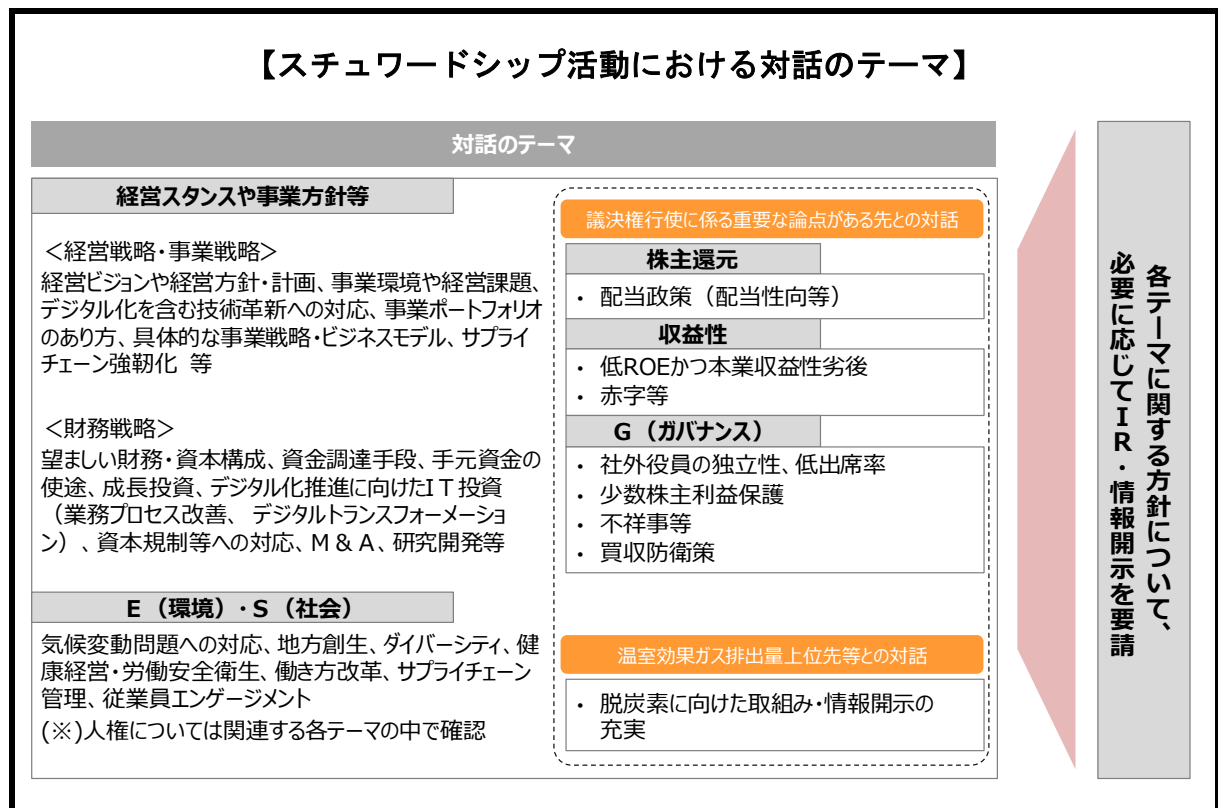 【スチュワードシップ活動における対話のテーマ】
対話のテーマ
経営スタンスや事業方針等
＜経営戦略・事業戦略＞
経営ビジョンや経営方針・計画、事業環境や経営課題、
デジタル化を含む技術革新への対応、事業ポートフォリオ
のあり方、具体的な事業戦略・ビジネスモデル、サプライ
チェーン強靭化 等
＜財務戦略＞
望ましい財務・資本構成、資金調達手段、手元資金の
使途、成長投資、デジタル化推進に向けたＩＴ投資
（業務プロセス改善、 デジタルトランスフォーメーショ
ン）、資本規制等への対応、Ｍ＆Ａ、研究開発等
Ｅ（環境）・Ｓ（社会）
気候変動問題への対応、地方創生、ダイバーシティ、健
康経営・労働安全衛生、働き方改革、サプライチェーン
管理、従業員エンゲージメント
(※)人権については関連する各テーマの中で確認
議決権行使に係る重要な論点がある先との対話
株主還元
・ 配当政策（配当性向等）
収益性
・ 低ROEかつ本業収益性劣後
・ 赤字等
Ｇ（ガバナンス）
・ 社外役員の独立性、低出席率
・ 少数株主利益保護
・ 不祥事等
・ 買収防衛策
温室効果ガス排出量上位先等との対話
・ 脱炭素に向けた取組み・情報開示の
充実
各テーマに関する方針について、
必要に応じてＩＲ・情報開示を要請